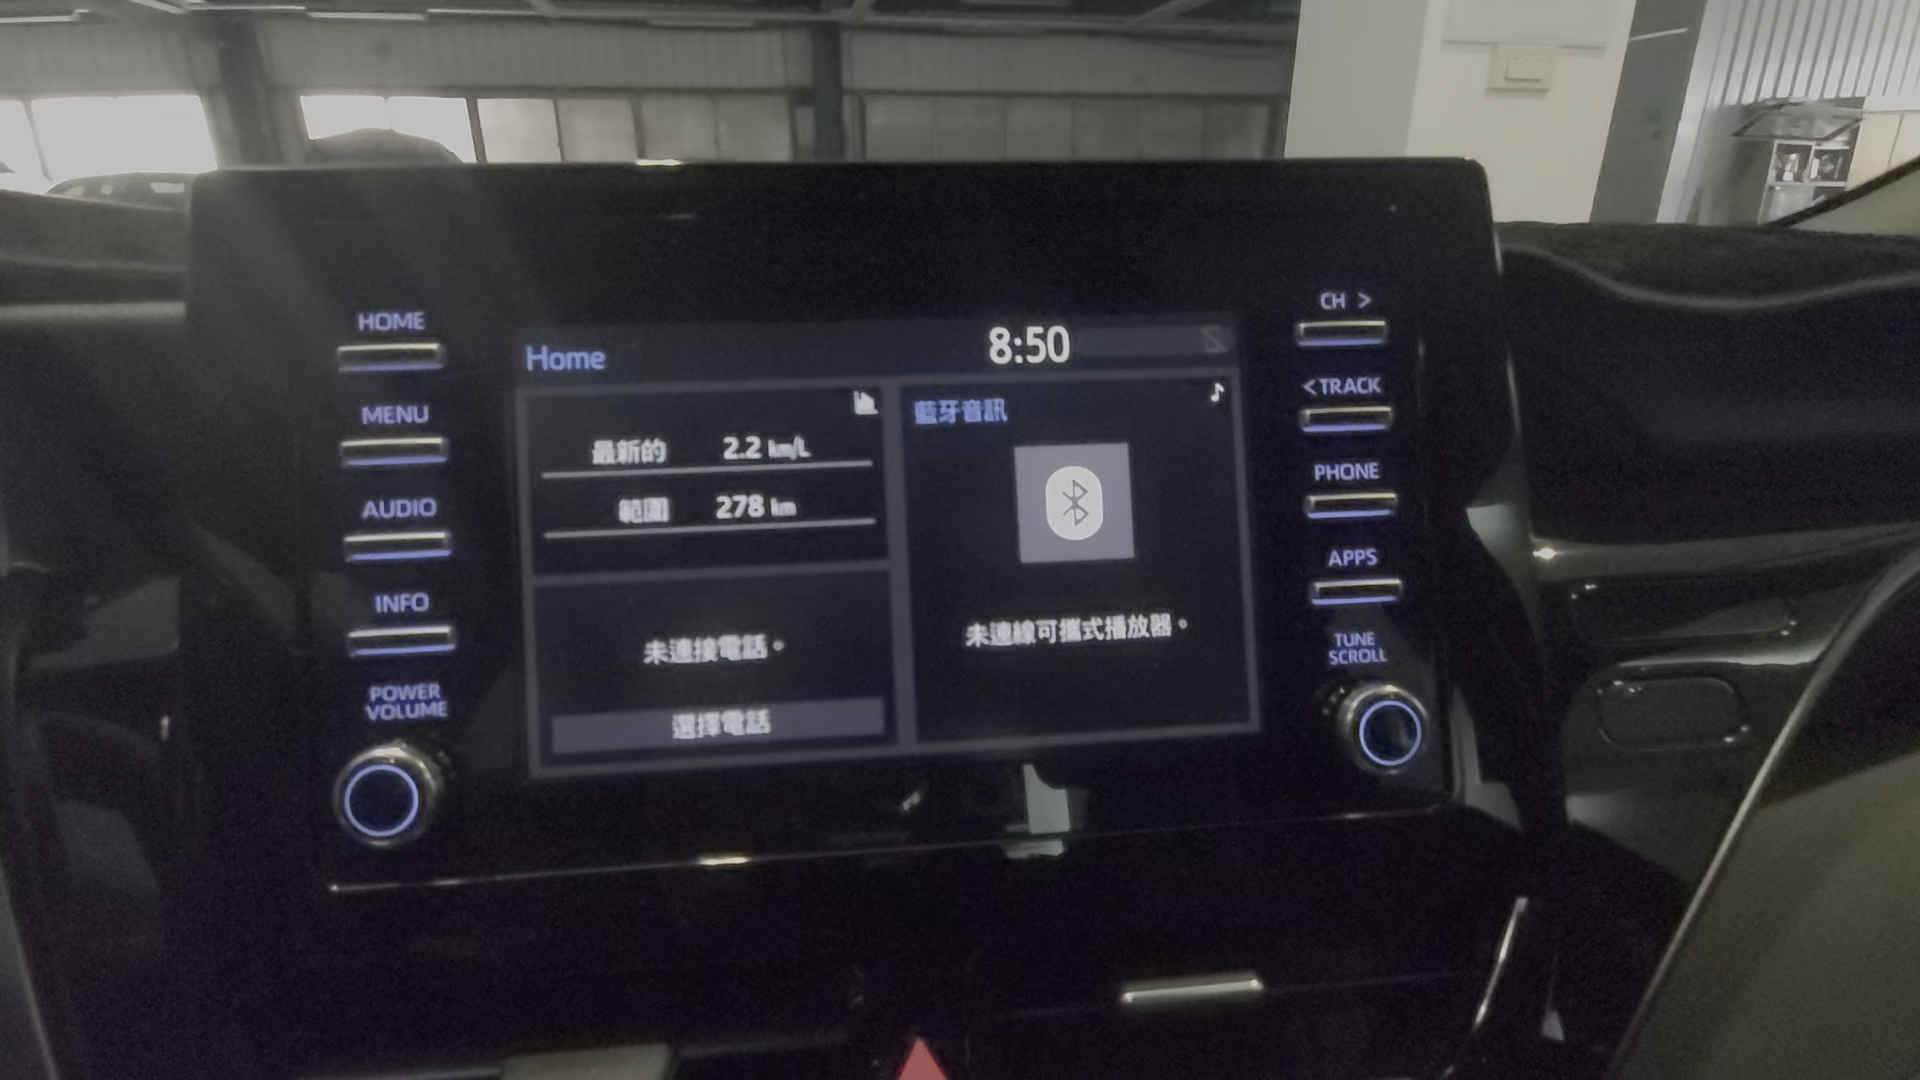 HOME
MENU
AUDIO
INFO
POWER
VOLUME
Home
8:50
最新的 2.2 km/L
範圍 278 km
未連接電話。
選擇電話
藍牙音訊
未連線可攜式播放器。
CH >
<TRACK
PHONE
APPS
TUNE
SCROLL